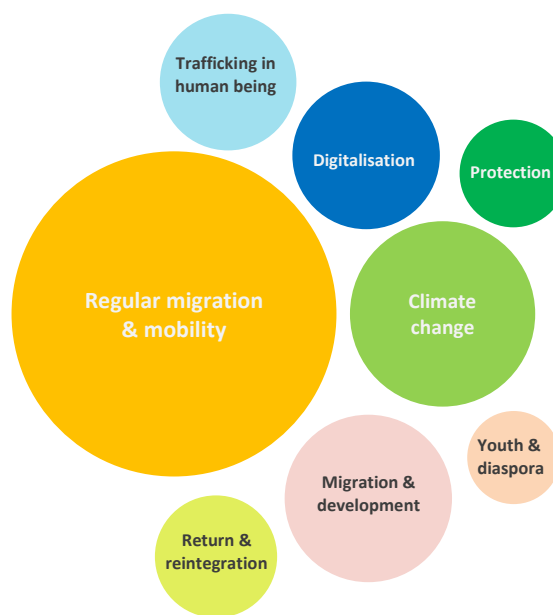 Trafficking in
human being
Digitalisation
Protection
Regular migration
& mobility
Climate
change
Youth &
diaspora
Migration &
development
Return &
reintegration